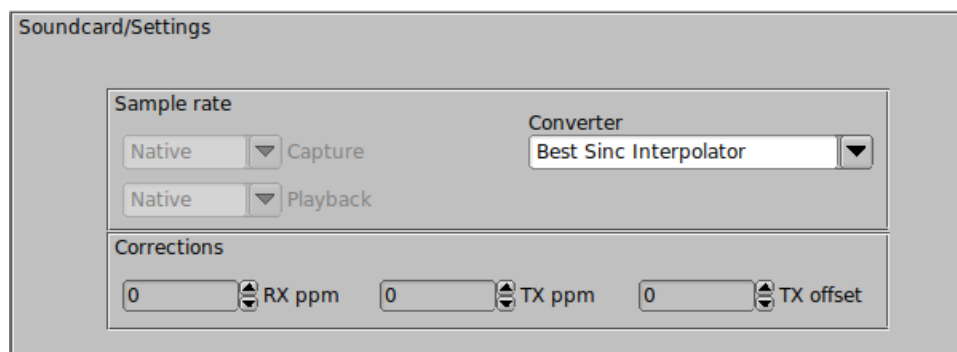 Soundcard/Settings
Sample rate
Converter
Native Capture
Best Sinc Interpolator
Native Playback
Corrections
0 RX ppm 0 TX ppm 0 TX offset